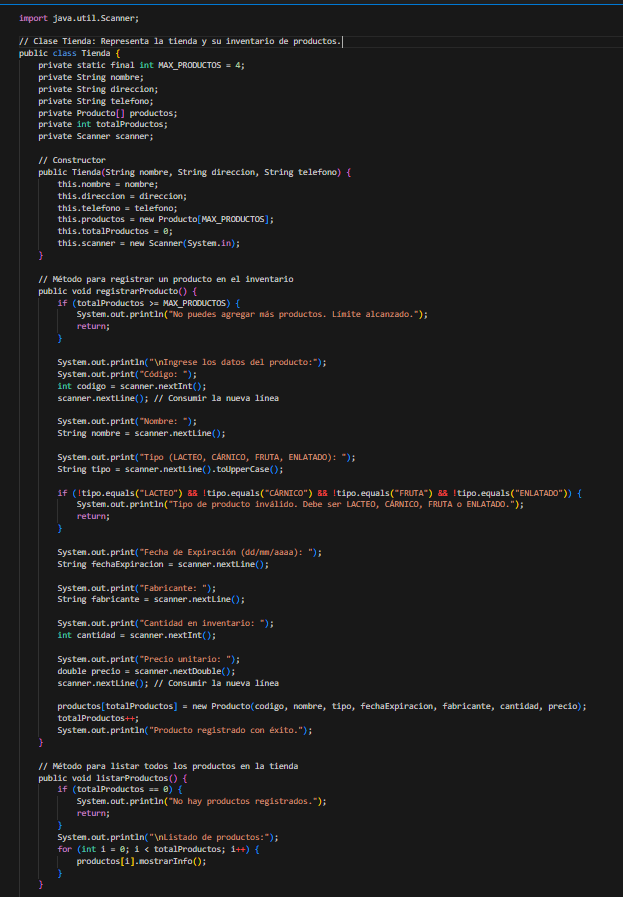 import java.util.Scanner;
// Clase Tienda: Representa la tienda y su inventario de productos.
public class Tienda {
private static final int MAX_PRODUCTOS = 4;
private String nombre;
private String direccion;
private String telefono;
private Producto[] productos;
private int totalProductos;
private Scanner scanner;
// Constructor
public Tienda(String nombre, String direccion, String telefono) {
this.nombre = nombre;
this.direccion = direccion;
this.telefono = telefono;
this.productos = new Producto[MAX_PRODUCTOS];
this.totalProductos = 0;
this.scanner = new Scanner(System.in);
}
// Método para registrar un producto en el inventario
public void registrarProducto() {
if (totalProductos >= MAX_PRODUCTOS) {
System.out.println("No puedes agregar más productos. Límite alcanzado.");
return;
}
System.out.println("\nIngrese los datos del producto:");
System.out.print("Código: ");
int codigo = scanner.nextInt();
scanner.nextLine(); // Consumir la nueva línea
System.out.print("Nombre: ");
String nombre = scanner.nextLine();
System.out.print("Tipo (LACTEO, CÁRNICO, FRUTA, ENLATADO): ");
String tipo = scanner.nextLine().toUpperCase();
if (!tipo.equals("LACTEO") && !tipo.equals("CÁRNICO") && !tipo.equals("FRUTA") && !tipo.equals("ENLATADO")) {
System.out.println("Tipo de producto inválido. Debe ser LACTEO, CÁRNICO, FRUTA o ENLATADO.");
return;
}
System.out.print("Fecha de Expiración (dd/mm/aaaa): ");
String fechaExpiracion = scanner.nextLine();
System.out.print("Fabricante: ");
String fabricante = scanner.nextLine();
System.out.print("Cantidad en inventario: ");
int cantidad = scanner.nextInt();
System.out.print("Precio unitario: ");
double precio = scanner.nextDouble();
scanner.nextLine(); // Consumir la nueva línea
productos[totalProductos] = new Producto(codigo, nombre, tipo, fechaExpiracion, fabricante, cantidad, precio);
totalProductos++;
System.out.println("Producto registrado con éxito.");
}
// Método para listar todos los productos en la tienda
public void listarProductos() {
if (totalProductos == 0) {
System.out.println("No hay productos registrados.");
return;
}
System.out.println("\nListado de productos:");
for (int i = 0; i < totalProductos; i++) {
productos[i].mostrarInfo();
}
}